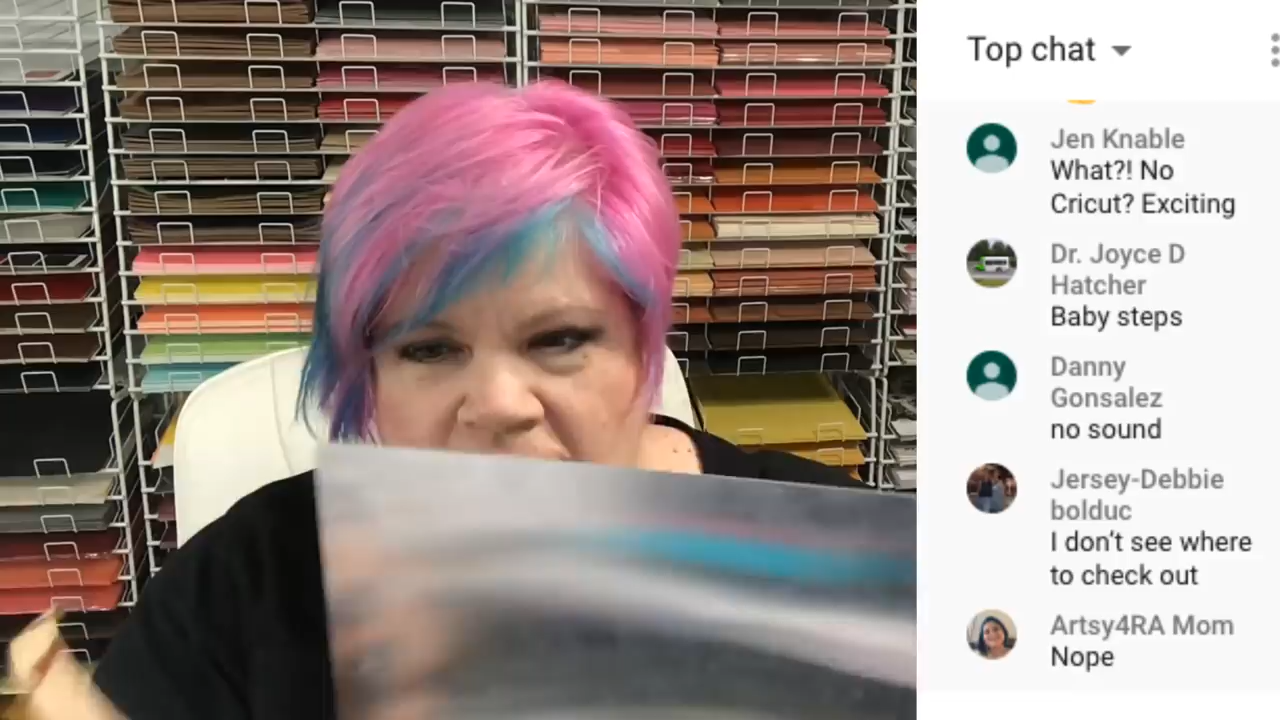 Top chat
Jen Knable
What?! No
Cricut? Exciting
Dr. Joyce D
Hatcher
Baby steps
Danny
Gonsalez
no sound
Jersey-Debbie
bolduc
I don't see where
to check out
Artsy4RA Mom
Nope